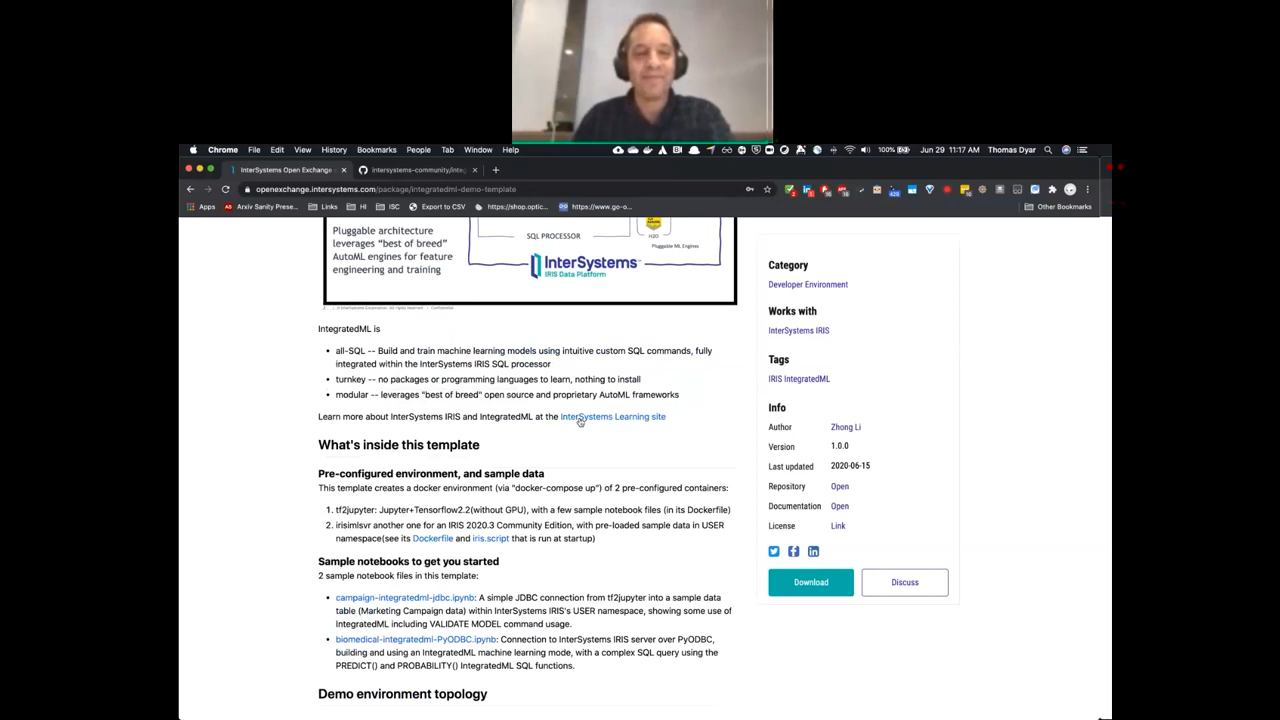 Chrome File Edit View History Bookmarks People Tab Window Help 100% Jun 29 11:17 AM Thomas Dyar
InterSystems Open Exchange intersystems-community/integ
openexchange.intersystems.com/package/integratedml-demo-template
Apps Arxiv Sanity Prese... Links HI ISC Export to CSV https://shop.optic... https://www.go-o... Other Bookmarks
Pluggable architecture
leverages “best of breed”
AutoML engines for feature
engineering and training
SQL PROCESSOR
H2O
Pluggable ML Engines
InterSystems
IRIS Data Platform
IntegratedML is
• all-SQL -- Build and train machine learning models using intuitive custom SQL commands, fully
integrated within the InterSystems IRIS SQL processor
• turnkey -- no packages or programming languages to learn, nothing to install
• modular -- leverages "best of breed" open source and proprietary AutoML frameworks
Learn more about InterSystems IRIS and IntegratedML at the InterSystems Learning site
What's inside this template
Pre-configured environment, and sample data
This template creates a docker environment (via "docker-compose up") of 2 pre-configured containers:
1. tf2jupyter: Jupyter+Tensorflow2.2(without GPU), with a few sample notebook files (in its Dockerfile)
2. irisimlsvr another one for an IRIS 2020.3 Community Edition, with pre-loaded sample data in USER
namespace(see its Dockerfile and iris.script that is run at startup)
Sample notebooks to get you started
2 sample notebook files in this template:
• campaign-integratedml-jdbc.ipynb: A simple JDBC connection from tf2jupyter into a sample data
table (Marketing Campaign data) within InterSystems IRIS's USER namespace, showing some use of
IntegratedML including VALIDATE MODEL command usage.
• biomedical-integratedml-PyODBC.ipynb: Connection to InterSystems IRIS server over PyODBC,
building and using an IntegratedML machine learning mode, with a complex SQL query using the
PREDICT() and PROBABILITY() IntegratedML SQL functions.
Demo environment topology
Category
Developer Environment
Works with
InterSystems IRIS
Tags
IRIS IntegratedML
Info
Author Zhong Li
Version 1.0.0
Last updated 2020-06-15
Repository Open
Documentation Open
License Link
Download Discuss